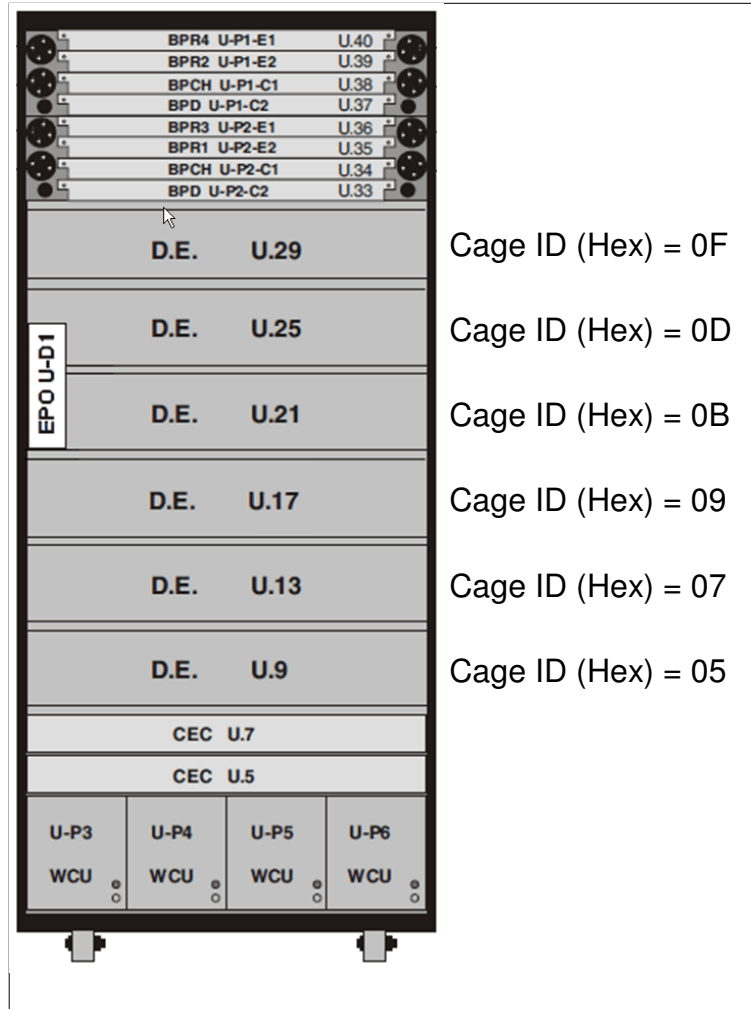 BPR4 U-P1-E1 U.40
BPR2 U-P1-E2 U.39
BPCH U-P1-C1 U.38
BPD U-P1-C2 U.37
BPR3 U-P2-E1 U.36
BPR1 U-P2-E2 U.35
BPCH U-P2-C1 U.34
BPD U-P2-C2 U.33
D.E. U.29 Cage ID (Hex) = 0F
D.E. U.25 Cage ID (Hex) = 0D
EPO U-D1
D.E. U.21 Cage ID (Hex) = 0B
D.E. U.17 Cage ID (Hex) = 09
D.E. U.13 Cage ID (Hex) = 07
D.E. U.9 Cage ID (Hex) = 05
CEC U.7
CEC U.5
U-P3 U-P4 U-P5 U-P6
WCU WCU WCU WCU